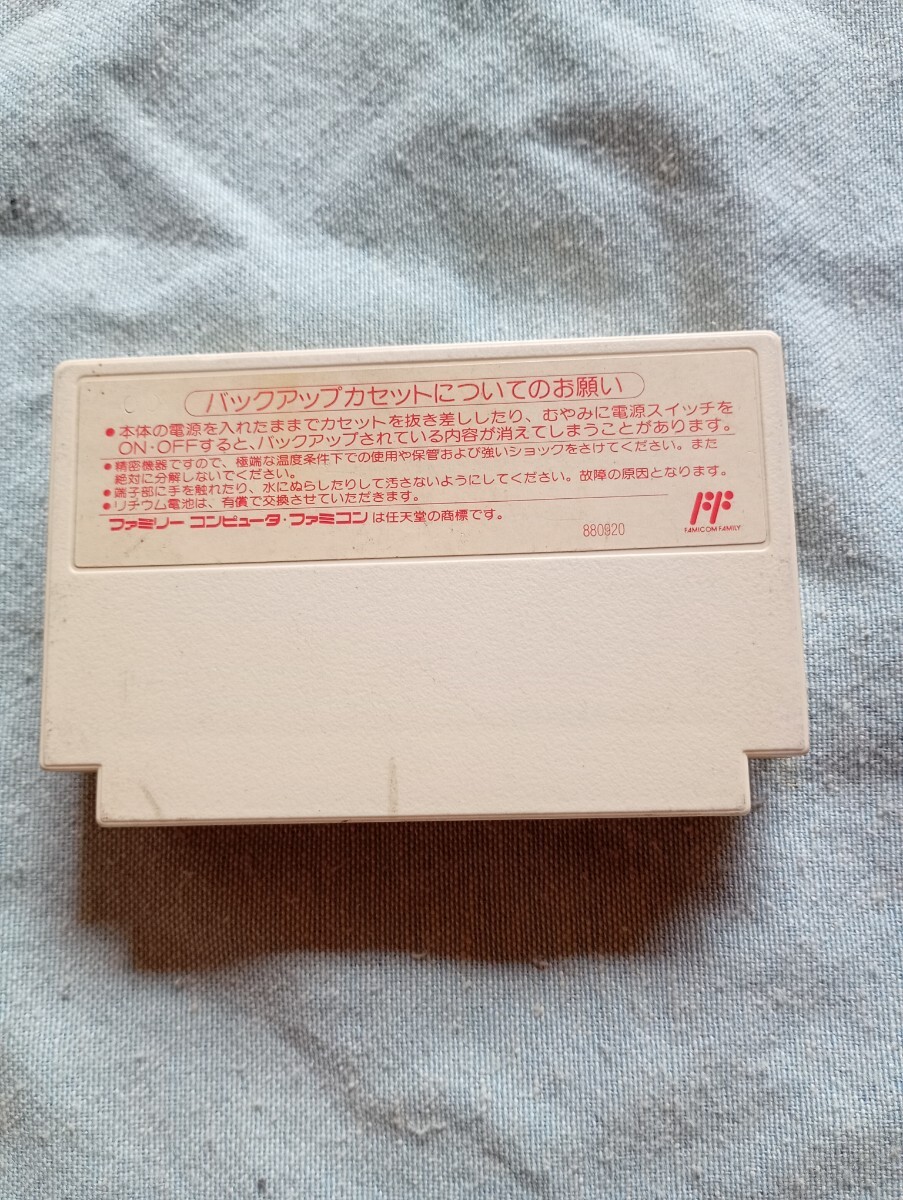 バックアップカセットについてのお願い
●本体の電源を入れたままでカセットを抜き差ししたり、むやみに電源スイッチを
ON・OFFすると、バックアップされている内容が消えてしまうことがあります。
●精密機器ですので、極端な温度条件下での使用や保管および強いショックをさけてください。また
絶対に分解しないでください。
●端子部に手を触れたり、水にぬらしたりして汚さないようにしてください。故障の原因となります。
●リチウム電池は、有償で交換させていただきます。
ファミリー コンピュータ・ファミコン は任天堂の商標です。
880920
FAMICOM FAMILY